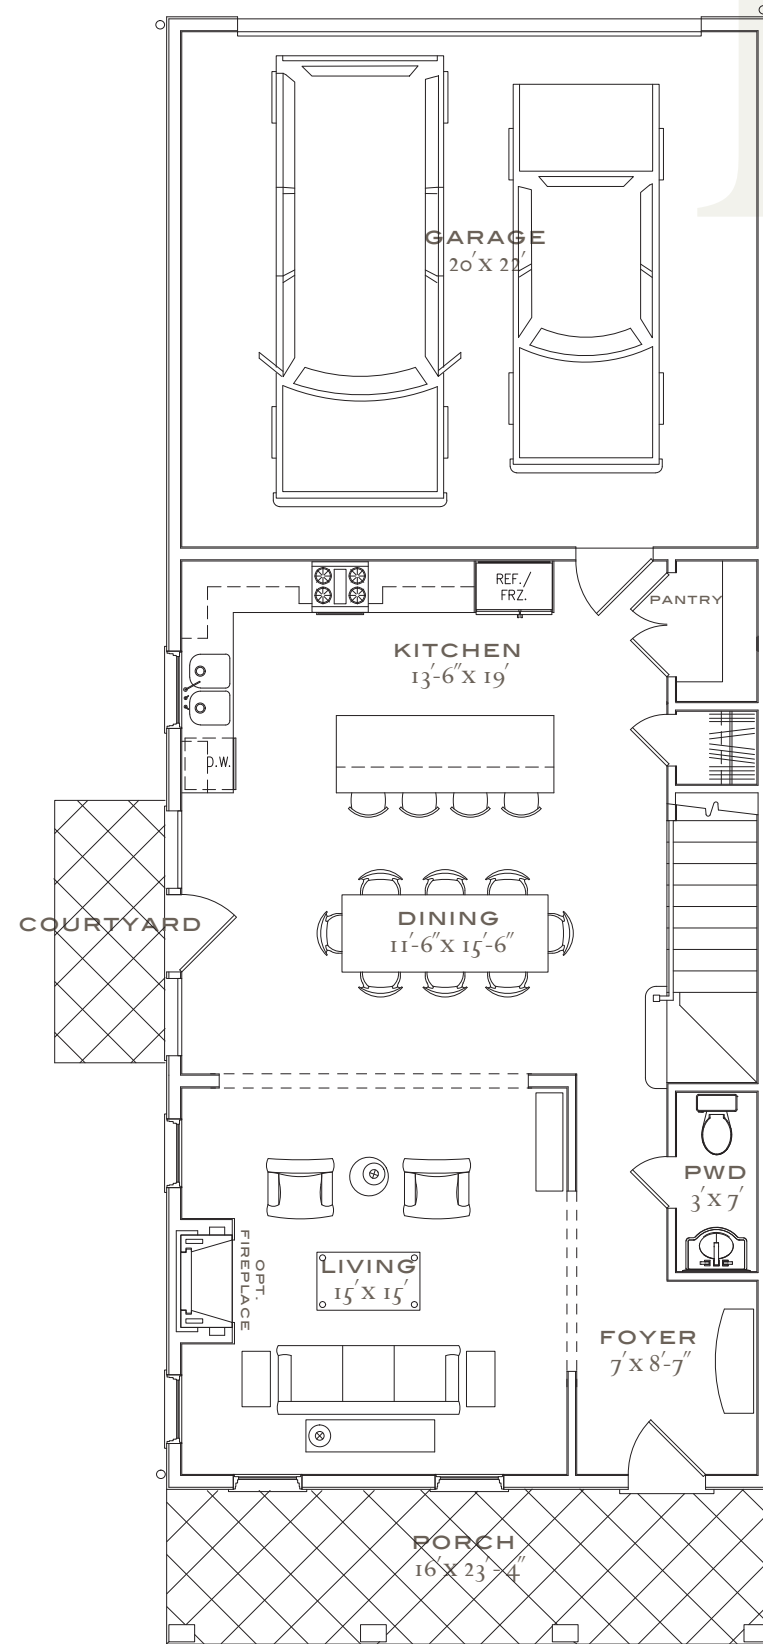 GARAGE
20' X 22'
REF./
FRZ.
PANTRY
KITCHEN
13'-6" X 19'
D.W.
COURTYARD
DINING
11'-6" X 15'-6"
PWD
3' X 7'
OPT.
FIREPLACE
LIVING
15' X 15'
FOYER
7' X 8'-7"
PORCH
16' X 23'-4"